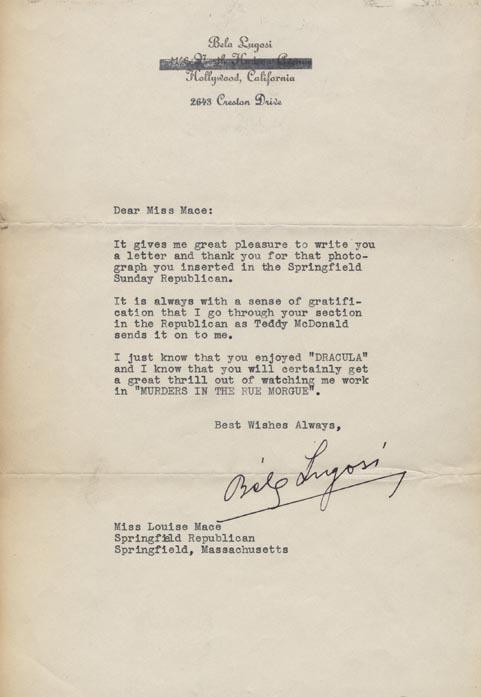 Bela Lugosi
North Hudson Avenue
Hollywood, California
2643 Creston Drive
Dear Miss Mace:
It gives me great pleasure to write you
a letter and thank you for that photo-
graph you inserted in the Springfield
Sunday Republican.
It is always with a sense of gratifi-
cation that I go through your section
in the Republican as Teddy McDonald
sends it on to me.
I just know that you enjoyed "DRACULA"
and I know that you will certainly get
a great thrill out of watching me work
in "MURDERS IN THE RUE MORGUE".
Best Wishes Always,
Béla Lugosi
Miss Louise Mace
Springfield Republican
Springfield, Massachusetts